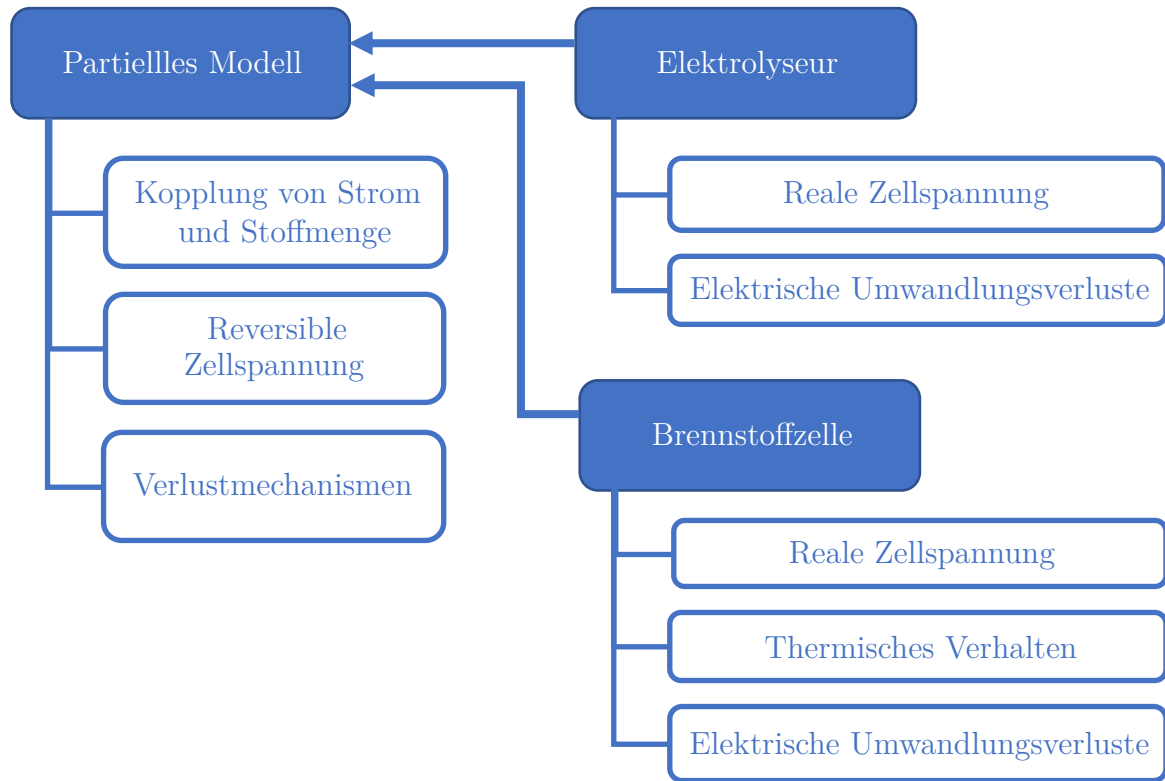 Partiellles Modell
Elektrolyseur
Kopplung von Strom
und Stoffmenge
Reale Zellspannung
Elektrische Umwandlungsverluste
Reversible
Zellspannung
Brennstoffzelle
Verlustmechanismen
Reale Zellspannung
Thermisches Verhalten
Elektrische Umwandlungsverluste